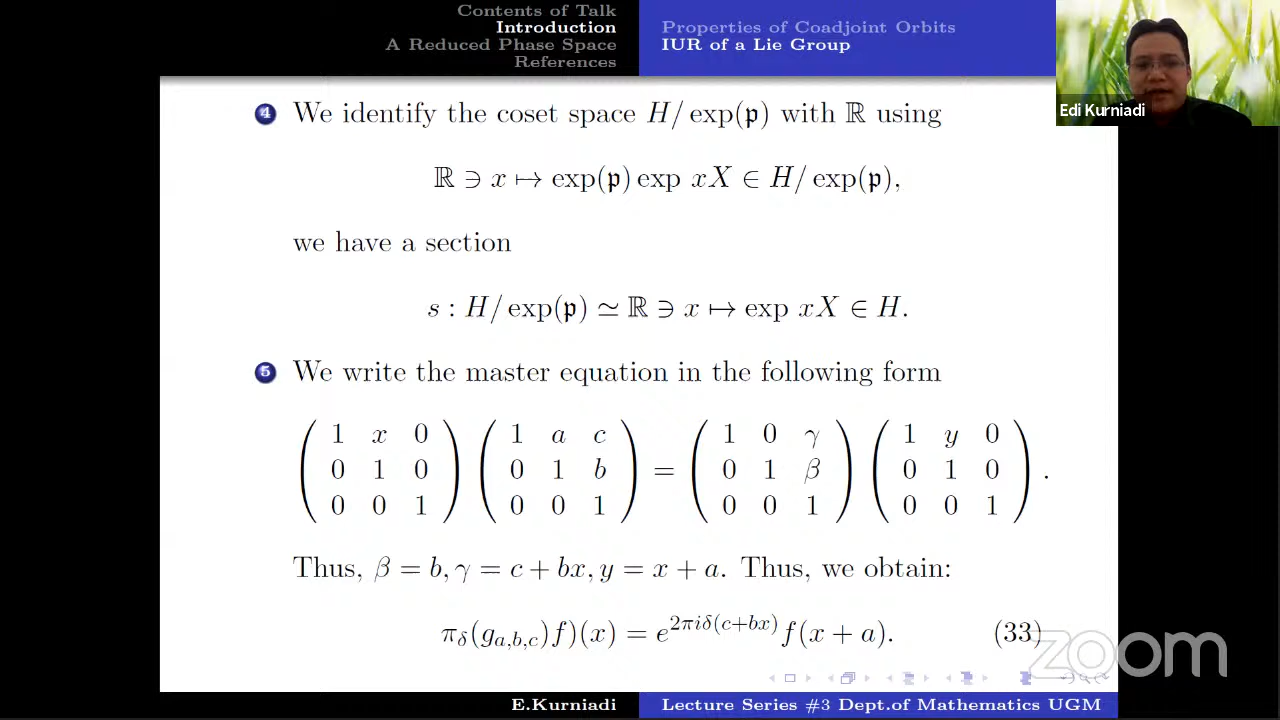 Contents of Talk
Introduction
A Reduced Phase Space
References
Properties of Coadjoint Orbits
IUR of a Lie Group
Edi Kurniadi
4 We identify the coset space H/ exp(𝔭) with ℝ using
ℝ ∋ x ↦ exp(𝔭) exp xX ∈ H/ exp(𝔭),
we have a section
s : H/ exp(𝔭) ≃ ℝ ∋ x ↦ exp xX ∈ H.
5 We write the master equation in the following form
( 1 x 0 ) ( 1 a c ) = ( 1 0 γ ) ( 1 y 0 )
( 0 1 0 ) ( 0 1 b ) ( 0 1 β ) ( 0 1 0 ) .
( 0 0 1 ) ( 0 0 1 ) ( 0 0 1 ) ( 0 0 1 )
Thus, β = b, γ = c + bx, y = x + a. Thus, we obtain:
π_δ(g_{a,b,c})f)(x) = e^{2πiδ(c+bx)} f(x + a). (33)
zoom
E.Kurniadi
Lecture Series #3 Dept.of Mathematics UGM